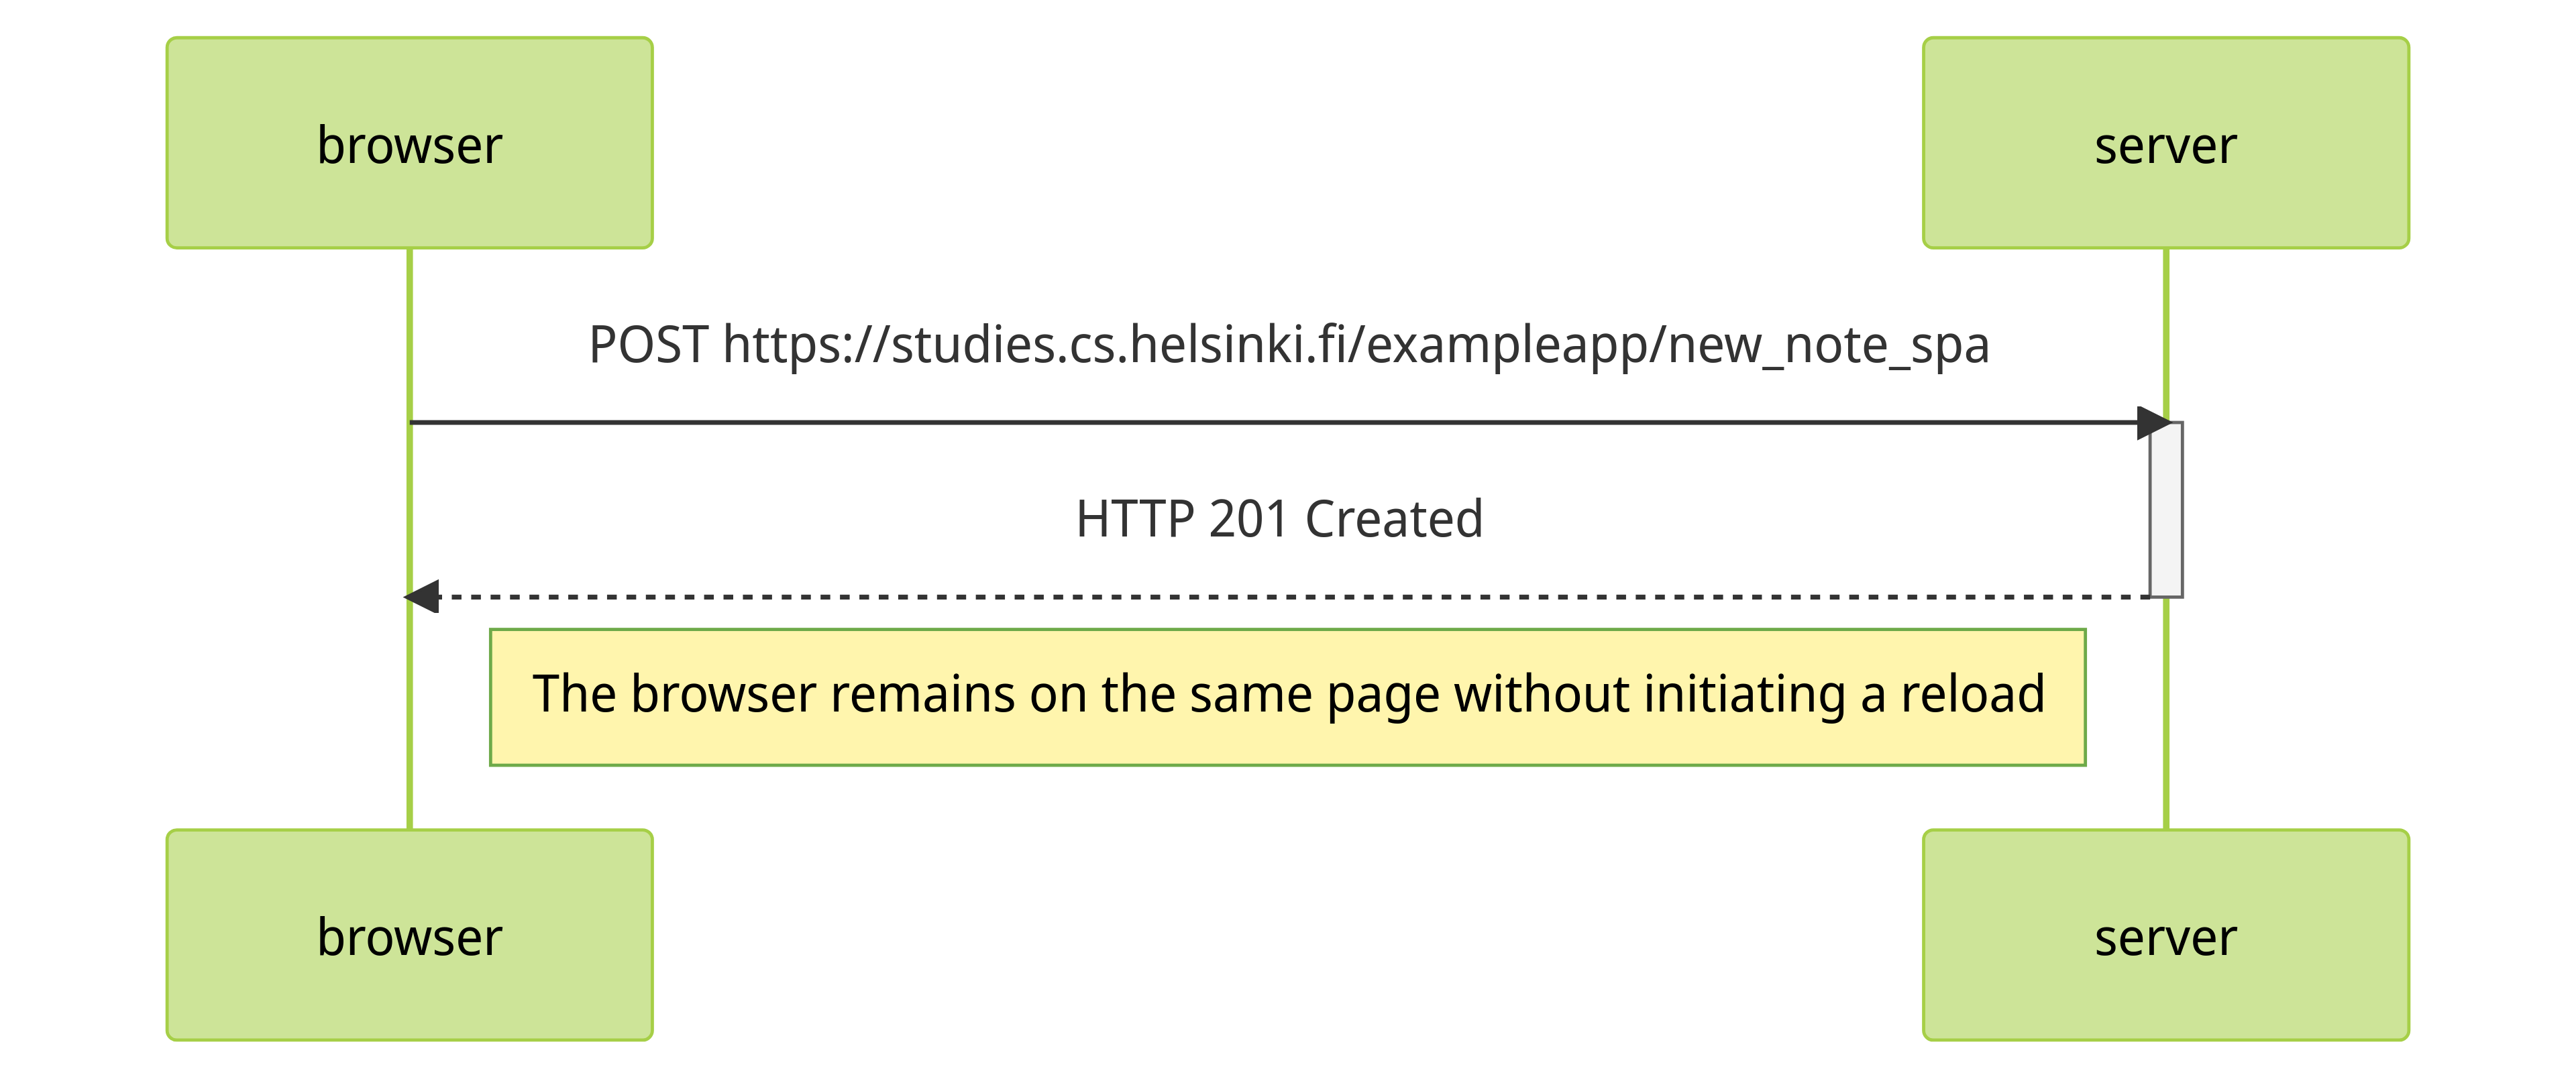 browser
server
POST https://studies.cs.helsinki.fi/exampleapp/new_note_spa
HTTP 201 Created
The browser remains on the same page without initiating a reload
browser
server